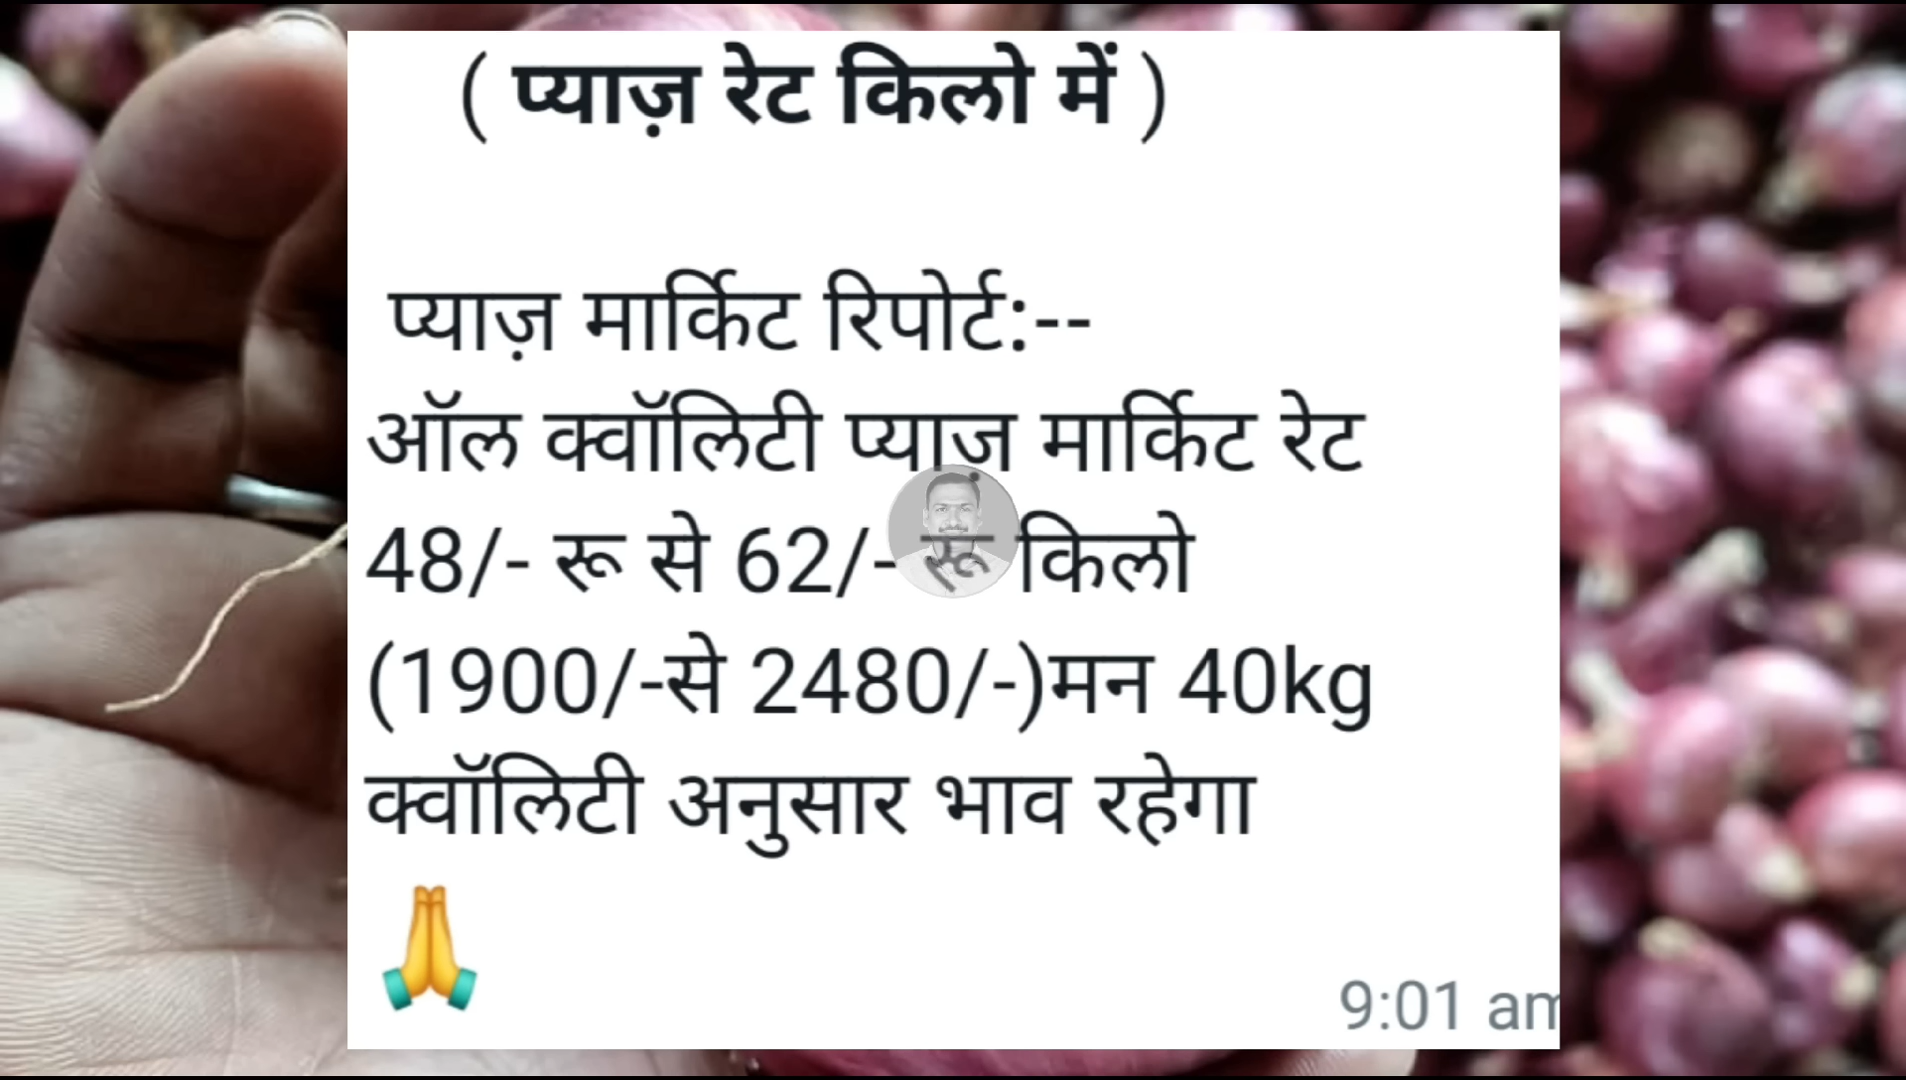 ( प्याज़ रेट किलो में )
प्याज़ मार्किट रिपोर्ट:--
ऑल क्वॉलिटी प्याज़ मार्किट रेट
48/- रू से 62/- रू किलो
(1900/-से 2480/-)मन 40kg
क्वॉलिटी अनुसार भाव रहेगा
🙏
9:01 am